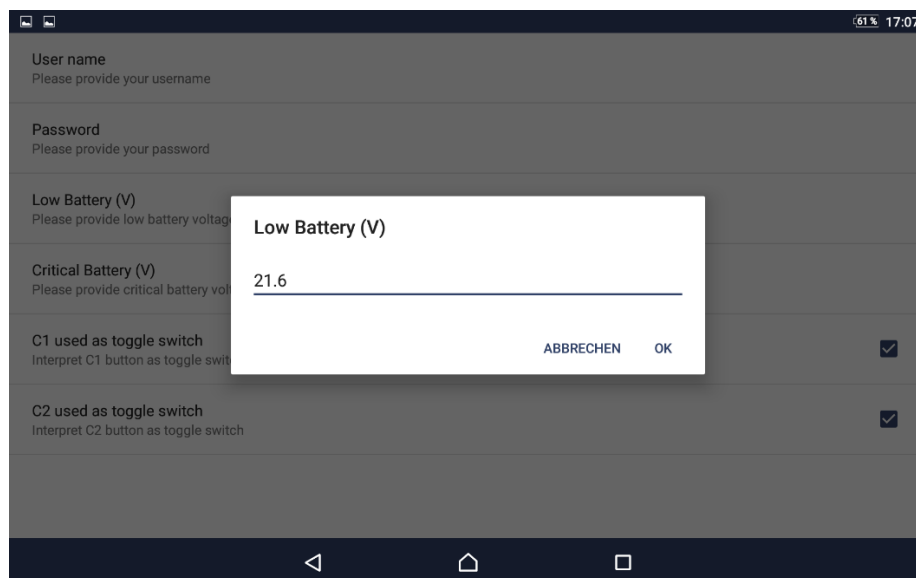 61% 17:07
User name
Please provide your username
Password
Please provide your password
Low Battery (V)
Please provide low battery voltag
Critical Battery (V)
Please provide critical battery vol
C1 used as toggle switch
Interpret C1 button as toggle swit
C2 used as toggle switch
Interpret C2 button as toggle switch
Low Battery (V)
21.6
ABBRECHEN OK